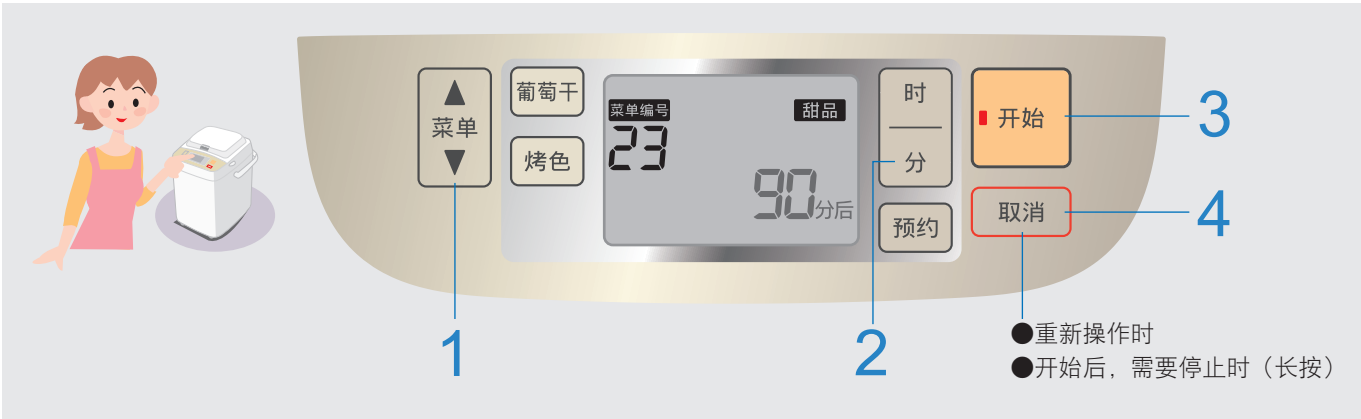 ▲
菜单
▼
葡萄干
烤色
菜单编号
23
甜品
90分后
时
分
预约
开始
取消
1
2
3
4
●重新操作时
●开始后，需要停止时（长按）